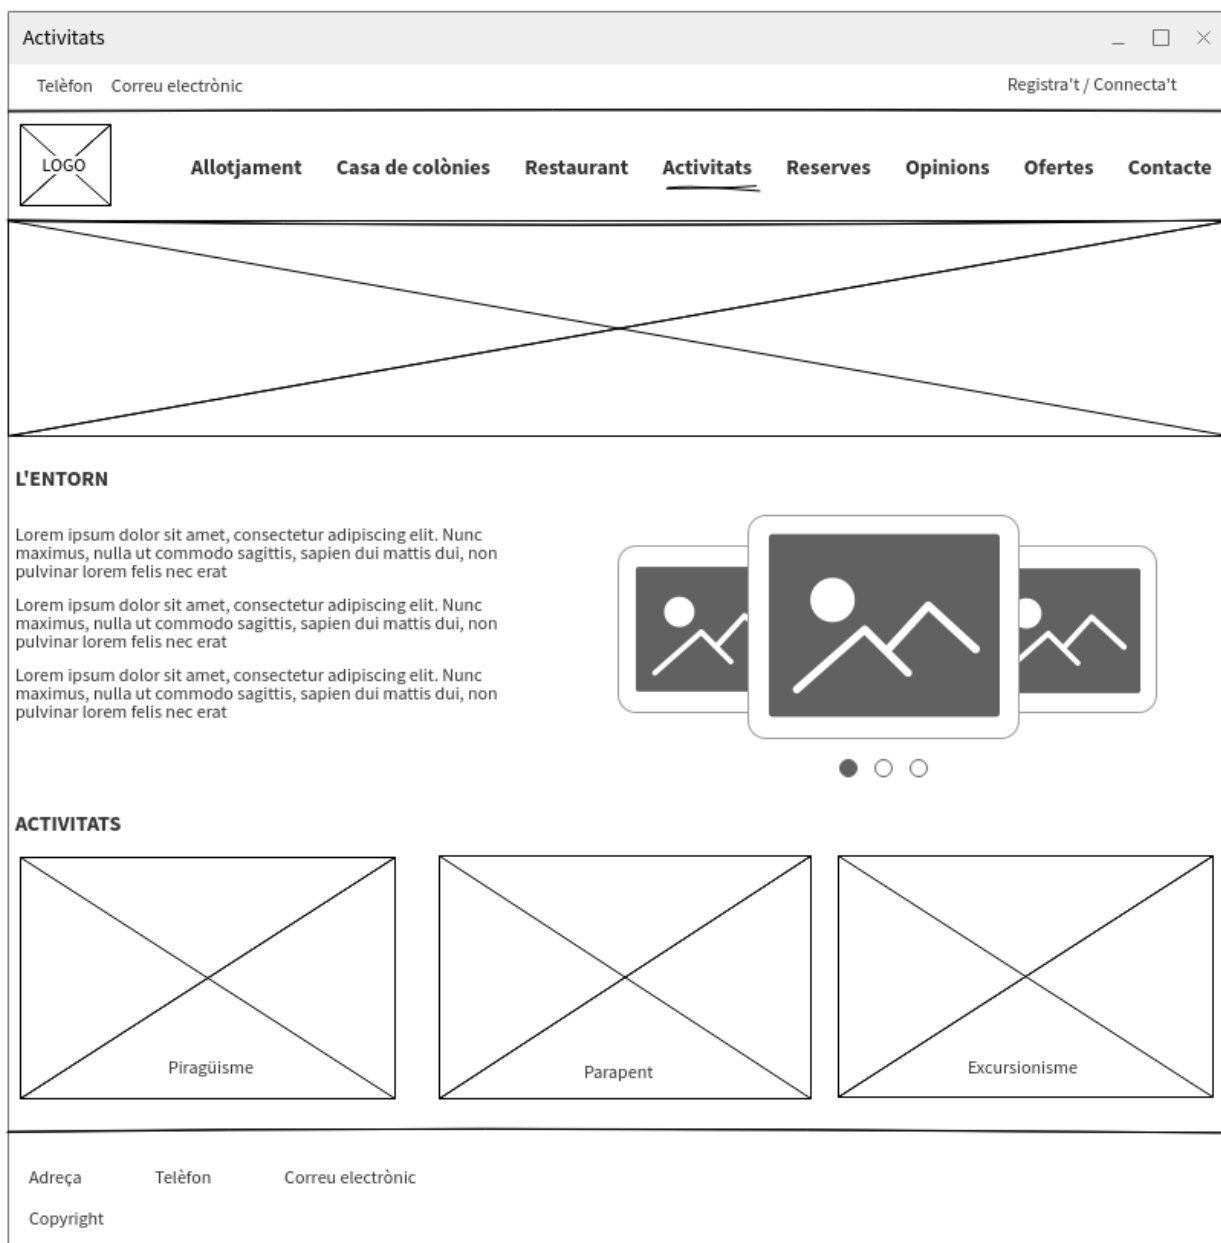 Activitats
Telèfon Correu electrònic Registra't / Connecta't
LOGO Allotjament Casa de colònies Restaurant Activitats Reserves Opinions Ofertes Contacte
L'ENTORN
Lorem ipsum dolor sit amet, consectetur adipiscing elit. Nunc
maximus, nulla ut commodo sagittis, sapien dui mattis dui, non
pulvinar lorem felis nec erat
Lorem ipsum dolor sit amet, consectetur adipiscing elit. Nunc
maximus, nulla ut commodo sagittis, sapien dui mattis dui, non
pulvinar lorem felis nec erat
Lorem ipsum dolor sit amet, consectetur adipiscing elit. Nunc
maximus, nulla ut commodo sagittis, sapien dui mattis dui, non
pulvinar lorem felis nec erat
ACTIVITATS
Piragüisme Parapent Excursionisme
Adreça Telèfon Correu electrònic
Copyright